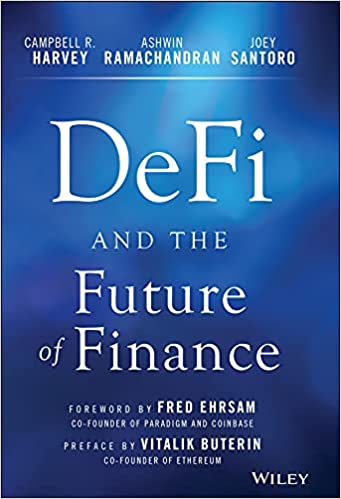 CAMPBELL R. ASHWIN JOEY
HARVEY RAMACHANDRAN SANTORO
DeFi
AND THE
Future
of Finance
FOREWORD BY FRED EHRSAM
CO-FOUNDER OF PARADIGM AND COINBASE
PREFACE BY VITALIK BUTERIN
CO-FOUNDER OF ETHEREUM
WILEY